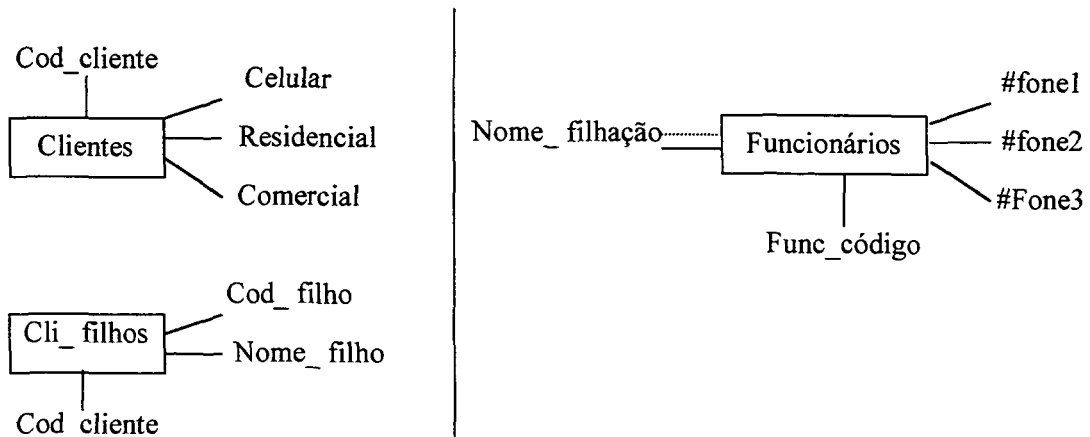 Cod_cliente
Celular
Clientes
Residencial
Comercial
Cod_ filho
Cli_ filhos
Nome_ filho
Cod cliente
#fone1
Nome_ filhação
Funcionários
#fone2
#Fone3
Func_código